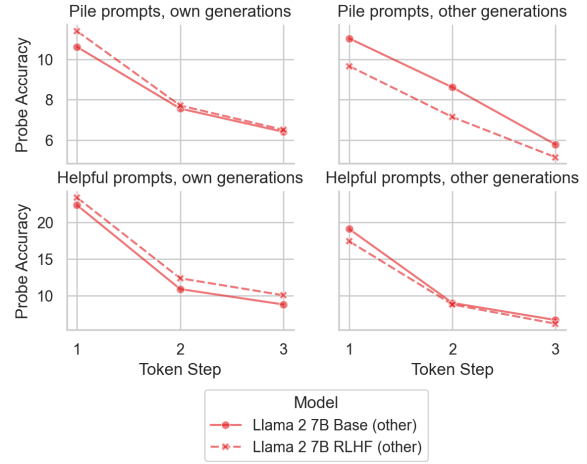 Pile prompts, own generations
Pile prompts, other generations
Probe Accuracy
10
8
6
Helpful prompts, own generations
Helpful prompts, other generations
Probe Accuracy
20
15
10
1 2 3
1 2 3
Token Step
Token Step
Model
Llama 2 7B Base (other)
Llama 2 7B RLHF (other)